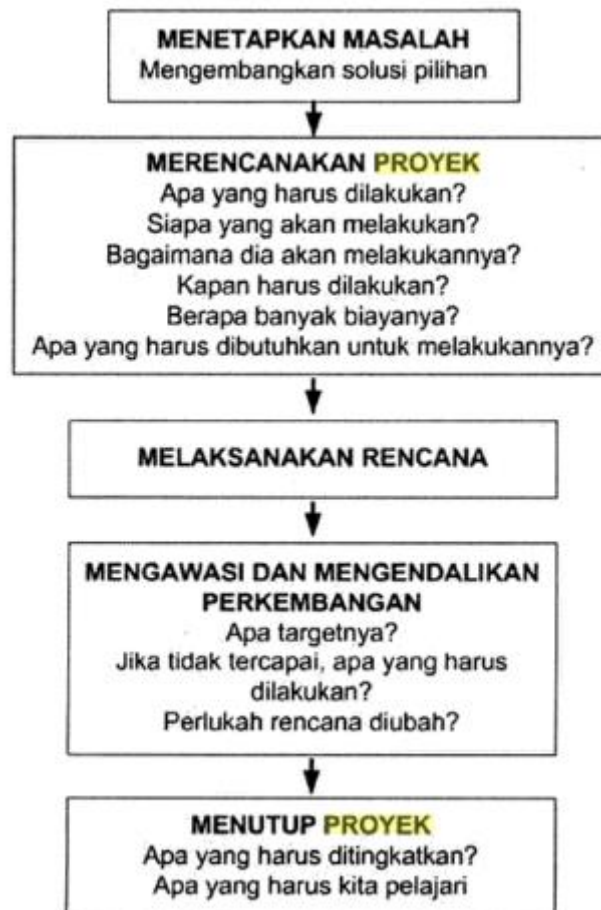 MENETAPKAN MASALAH
Mengembangkan solusi pilihan
MERENCANAKAN PROYEK
Apa yang harus dilakukan?
Siapa yang akan melakukan?
Bagaimana dia akan melakukannya?
Kapan harus dilakukan?
Berapa banyak biayanya?
Apa yang harus dibutuhkan untuk melakukannya?
MELAKSANAKAN RENCANA
MENGAWASI DAN MENGENDALIKAN
PERKEMBANGAN
Apa targetnya?
Jika tidak tercapai, apa yang harus
dilakukan?
Perlukah rencana diubah?
MENUTUP PROYEK
Apa yang harus ditingkatkan?
Apa yang harus kita pelajari